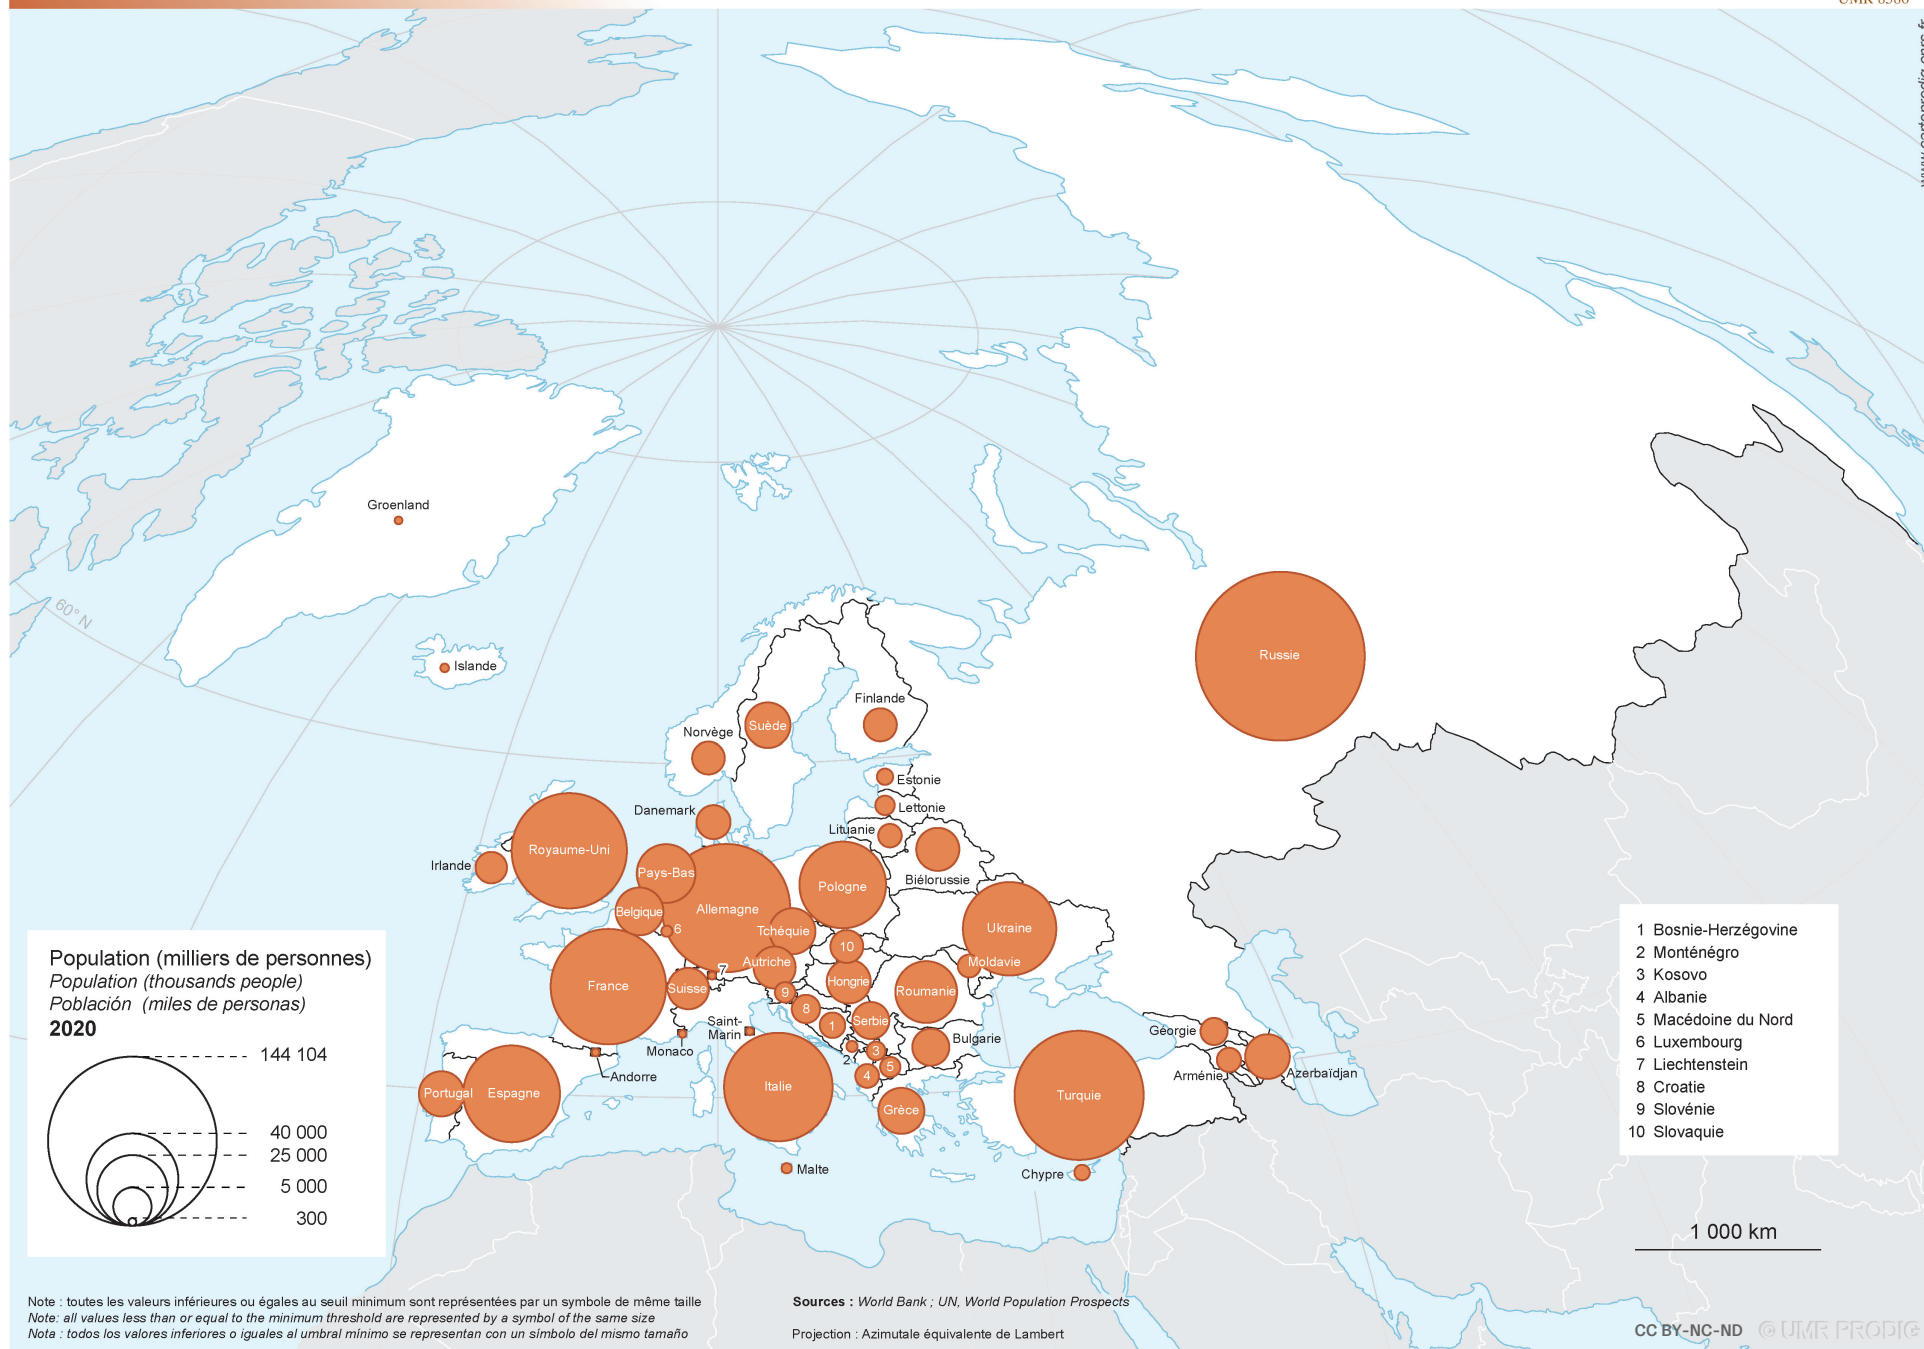 60° N
Groenland
Islande
Russie
Finlande
Suède
Norvège
Estonie
Danemark
Lettonie
Lituanie
Royaume-Uni
Irlande
Pays-Bas
Biélorussie
Pologne
Allemagne
Belgique
6
Tchéquie
Ukraine
10
Autriche
7
Moldavie
France
Suisse
Hongrie
9
Roumanie
8
Saint-
Marin
1
Serbie
Monaco
2
3
Bulgarie
Géorgie
Andorre
4
5
Arménie
Azerbaïdjan
Portugal
Espagne
Italie
Grèce
Turquie
Malte
Chypre
Population (milliers de personnes)
Population (thousands people)
Población (miles de personas)
2020
144 104
40 000
25 000
5 000
300
1 Bosnie-Herzégovine
2 Monténégro
3 Kosovo
4 Albanie
5 Macédoine du Nord
6 Luxembourg
7 Liechtenstein
8 Croatie
9 Slovénie
10 Slovaquie
1 000 km
Note : toutes les valeurs inférieures ou égales au seuil minimum sont représentées par un symbole de même taille
Note: all values less than or equal to the minimum threshold are represented by a symbol of the same size
Nota : todos los valores inferiores o iguales al umbral mínimo se representan con un símbolo del mismo tamaño
Sources : World Bank ; UN, World Population Prospects
Projection : Azimutale équivalente de Lambert
CC BY-NC-ND © UMR PRODIG